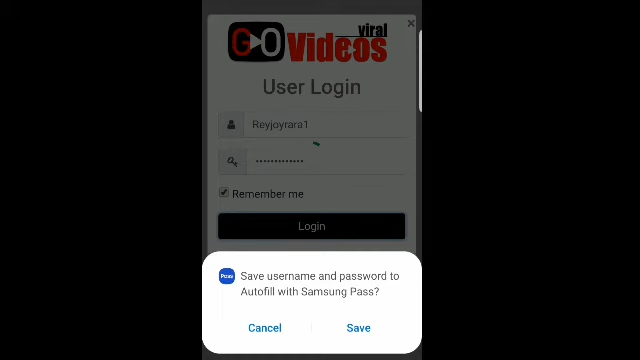 viral
GO Videos
×
User Login
Reyjoyrara1
•••••••••••••
Remember me
Login
Pass
Save username and password to
Autofill with Samsung Pass?
Cancel
Save